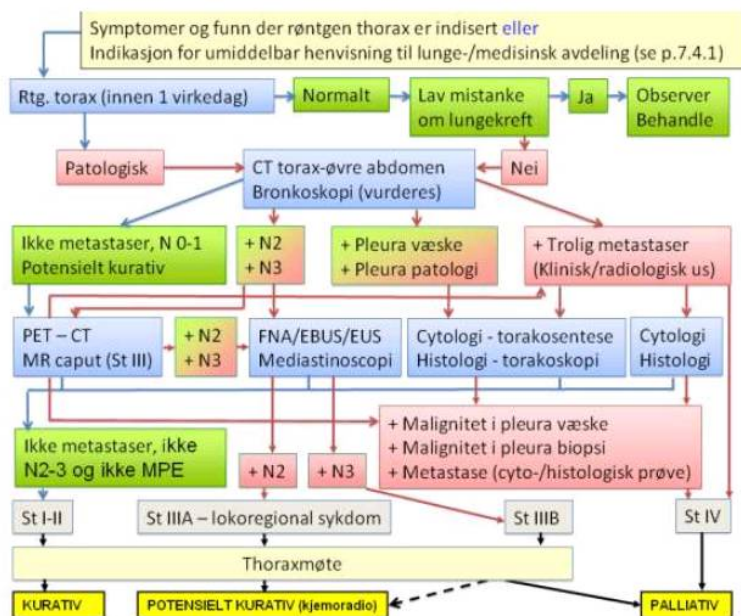 Symptomer og funn der røntgen thorax er indisert eller
Indikasjon for umiddelbar henvisning til lunge-/medisinsk avdeling (se p.7.4.1)
Rtg. torax (innen 1 virkedag)
Normalt
Lav mistanke
om lungekreft
Ja
Observer
Behandle
Patologisk
CT torax-øvre abdomen
Bronkoskopi (vurderes)
Nei
Ikke metastaser, N 0-1
Potensielt kurativ
+ N2
+ N3
+ Pleura væske
+ Pleura patologi
+ Trolig metastaser
(Klinisk/radiologisk us)
PET – CT
MR caput (St III)
+ N2
+ N3
FNA/EBUS/EUS
Mediastinoscopi
Cytologi - torakosentese
Histologi - torakoskopi
Cytologi
Histologi
Ikke metastaser, ikke
N2-3 og ikke MPE
+ N2
+ N3
+ Malignitet i pleura væske
+ Malignitet i pleura biopsi
+ Metastase (cyto-/histologisk prøve)
St I-II
St IIIA – lokoregional sykdom
St IIIB
St IV
Thoraxmøte
KURATIV
POTENSIELT KURATIV (kjemoradio)
PALLIATIV